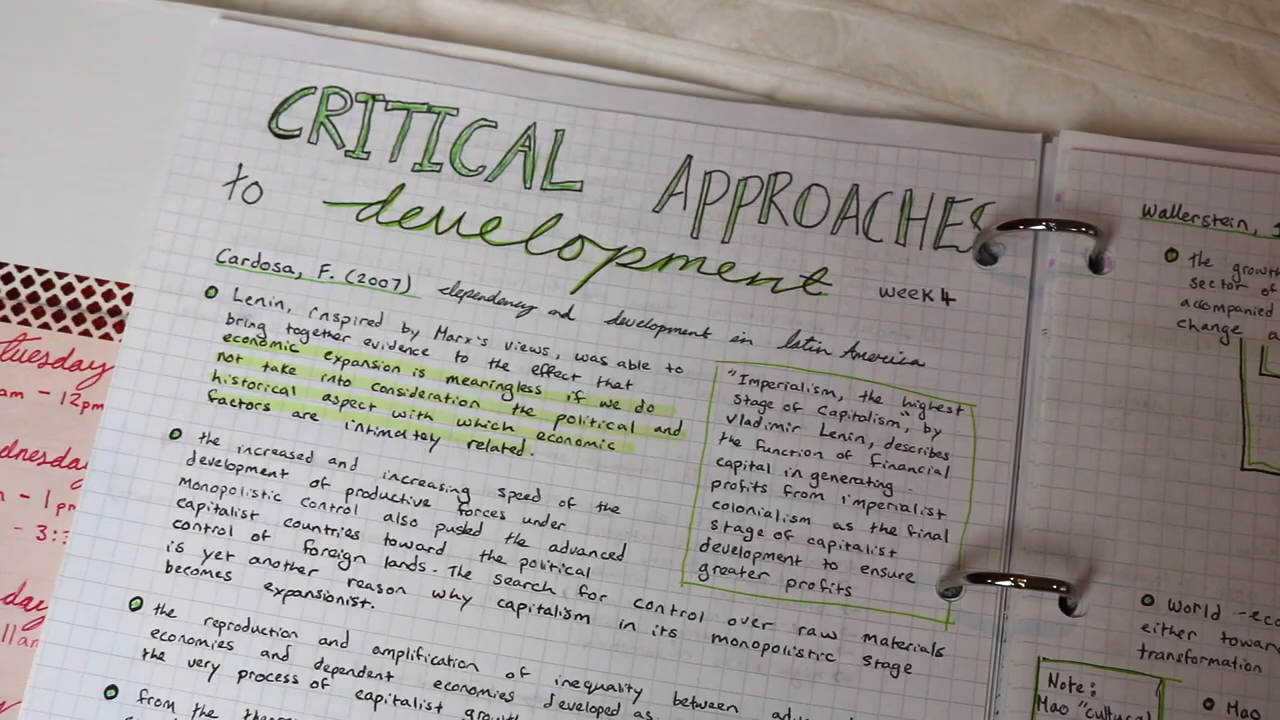 CRITICAL APPROACHES
to development week 4
Cardosa, F. (2007) dependency and development in latin America
Lenin, inspired by Marx's views, was able to
bring together evidence to the effect that
economic expansion is meaningless if we do
not take into consideration the political and
historical aspect with which economic
factors are intimately related.
"Imperialism, the highest
stage of Capitalism", by
Vladimir Lenin, describes
the function of financial
capital in generating
profits from imperialist
colonialism as the final
stage of capitalist
development to ensure
greater profits
the increased and increasing speed of the
development of productive forces under
monopolistic control also pushed the advanced
capitalist countries toward the political
control of foreign lands. The search for control over raw materials
is yet another reason why capitalism in its monopolistic stage
becomes expansionist.
the reproduction and amplification of inequality between
economies and dependent economies developed as
the very process of capitalist
from the
Wallerstein,
the growth
sector of
accompanied
change
World-
either
transformation
Note:
Mao
Mao
Tuesday
am - 12pm
- 3:
11am